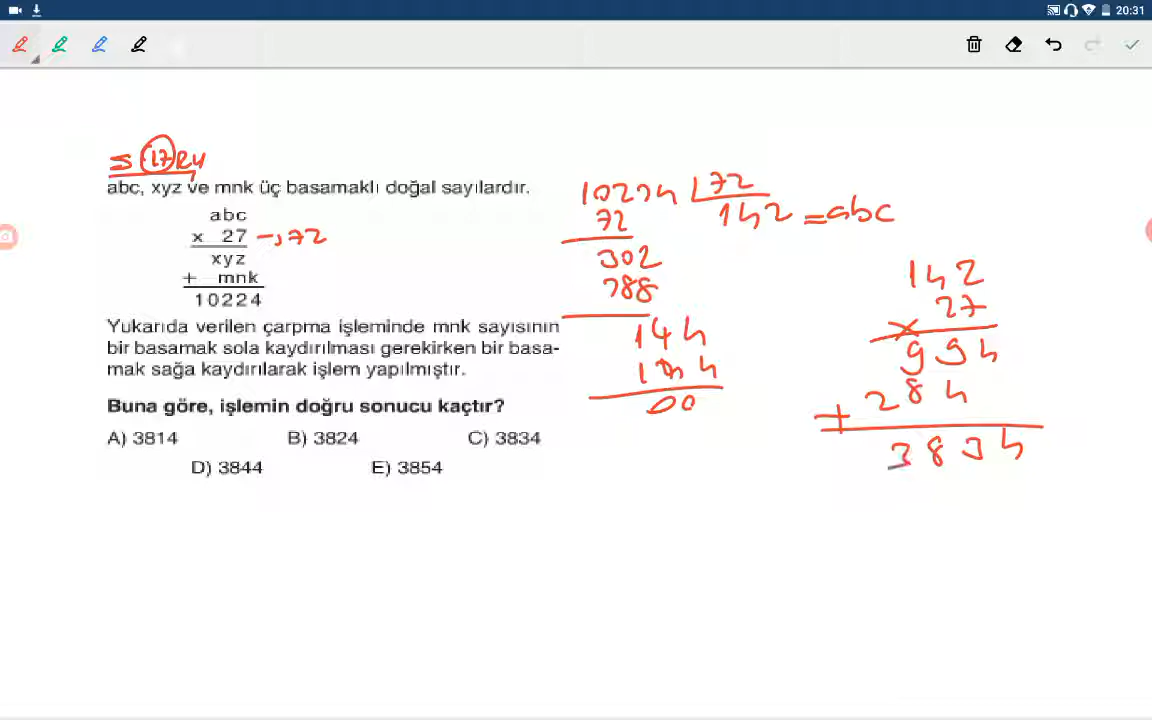 20:31
S 17 R4
abc, xyz ve mnk üç basamaklı doğal sayılardır.
abc
x 27 → 72
xyz
+ mnk
10224
Yukarıda verilen çarpma işleminde mnk sayısının
bir basamak sola kaydırılması gerekirken bir basa-
mak sağa kaydırılarak işlem yapılmıştır.
Buna göre, işlemin doğru sonucu kaçtır?
A) 3814 B) 3824 C) 3834
D) 3844 E) 3854
10224 72
72 142 = abc
302
288
144
144
00
142
27
x
994
284
+
3834